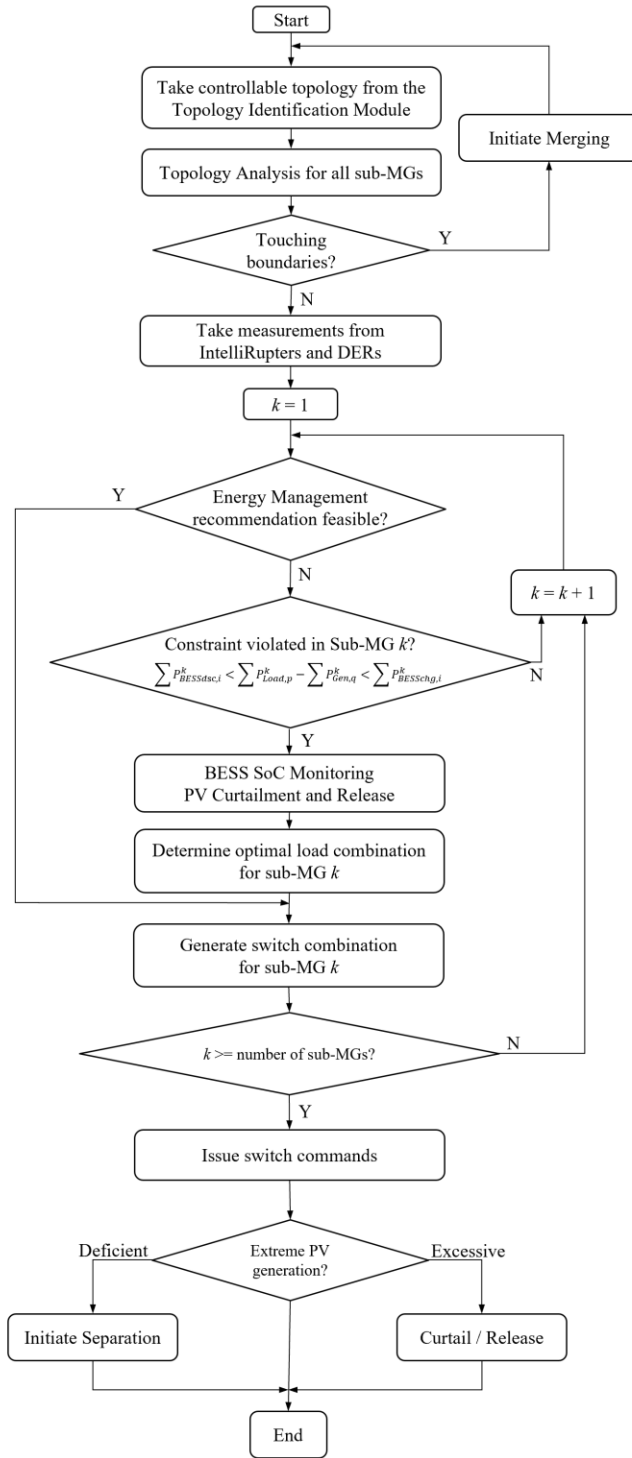 Start
Take controllable topology from the
Topology Identification Module
Initiate Merging
Topology Analysis for all sub-MGs
Touching
boundaries?
Y
N
Take measurements from
IntelliRupters and DERs
k = 1
Y
Energy Management
recommendation feasible?
N
k = k + 1
Constraint violated in Sub-MG k?
∑ P^k_{BESSdsc,i} < ∑ P^k_{Load,p} − ∑ P^k_{Gen,q} < ∑ P^k_{BESSchg,i}
N
Y
BESS SoC Monitoring
PV Curtailment and Release
Determine optimal load combination
for sub-MG k
Generate switch combination
for sub-MG k
k >= number of sub-MGs?
N
Y
Issue switch commands
Deficient
Extreme PV
generation?
Excessive
Initiate Separation
Curtail / Release
End